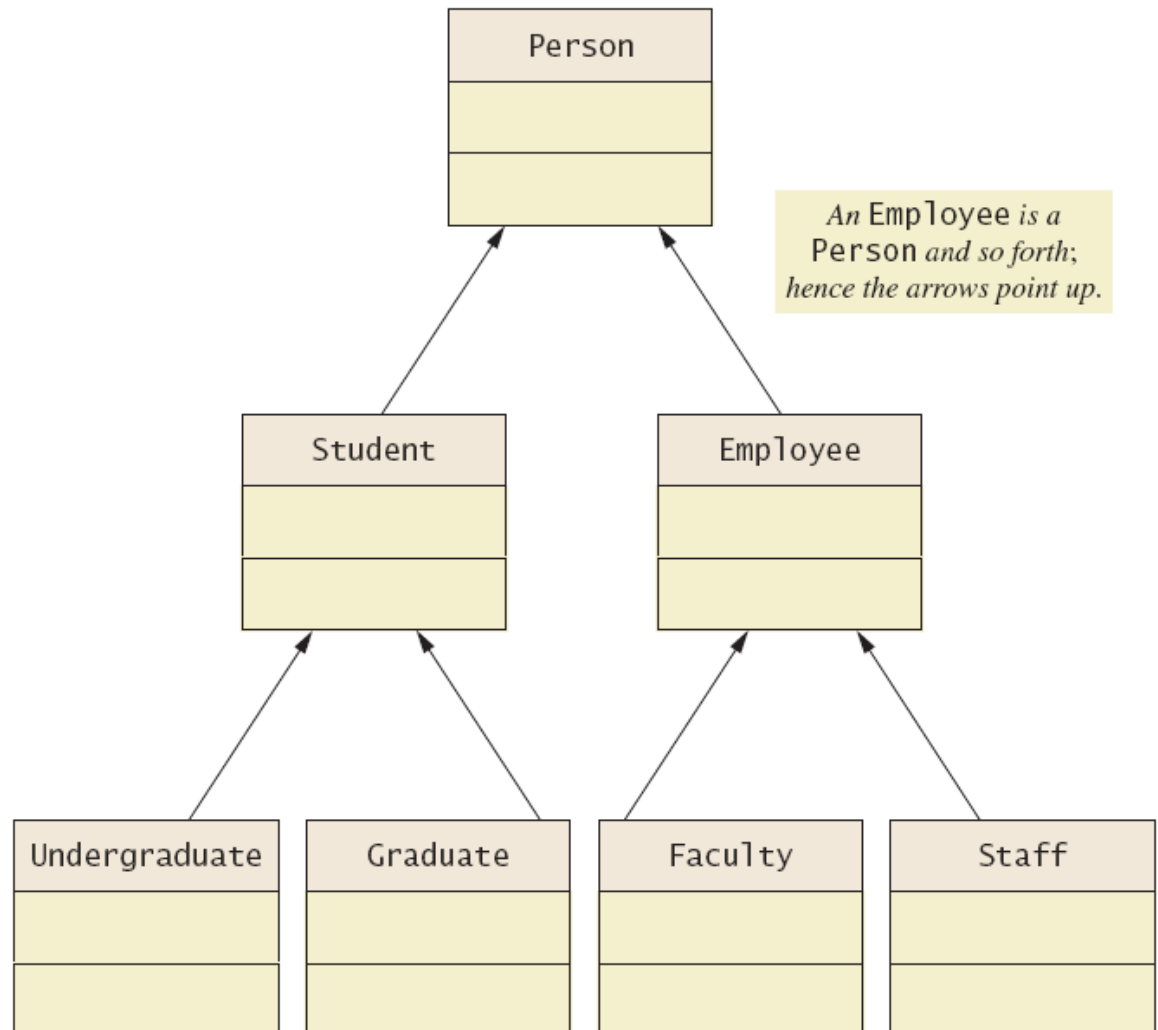 Person
An Employee is a
Person and so forth;
hence the arrows point up.
Student
Employee
Undergraduate
Graduate
Faculty
Staff